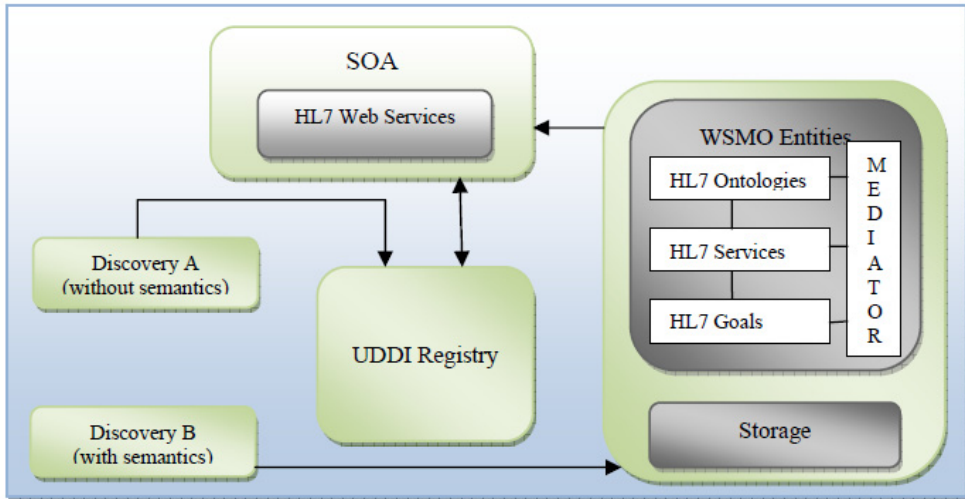 SOA
HL7 Web Services
WSMO Entities
HL7 Ontologies
HL7 Services
HL7 Goals
MEDIATOR
Discovery A
(without semantics)
UDDI Registry
Discovery B
(with semantics)
Storage